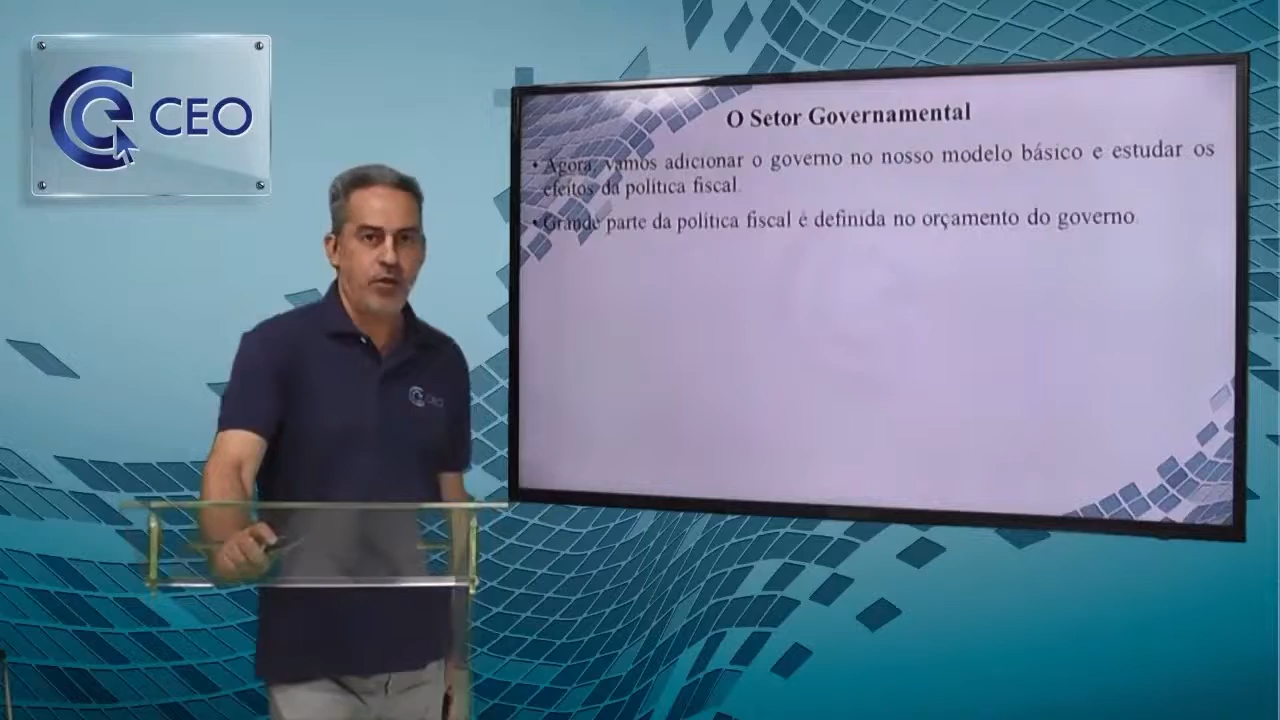 CEO
O Setor Governamental
• Agora, vamos adicionar o governo no nosso modelo básico e estudar os
efeitos da política fiscal.
• Grande parte da política fiscal é definida no orçamento do governo
CEO